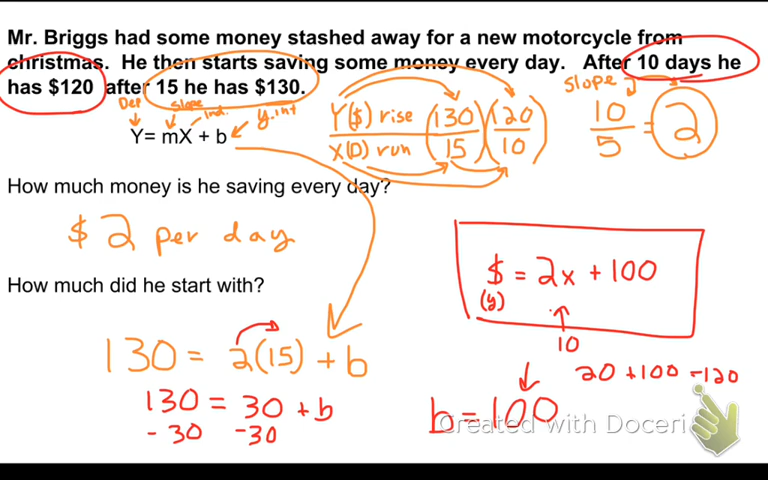 Mr. Briggs had some money stashed away for a new motorcycle from
christmas. He then starts saving some money every day. After 10 days he
has $120 after 15 he has $130.
slope
Dep slope ind. y.int
Y= mX + b
Y($) rise 130 120
X(D) run 15 10
10
5 = 2
How much money is he saving every day?
$2 per day
How much did he start with?
$ = 2x + 100
(y)
10
20 +100 =120
130 = 2(15) + b
130 = 30 + b
-30 -30
b = 100
Created with Doceri